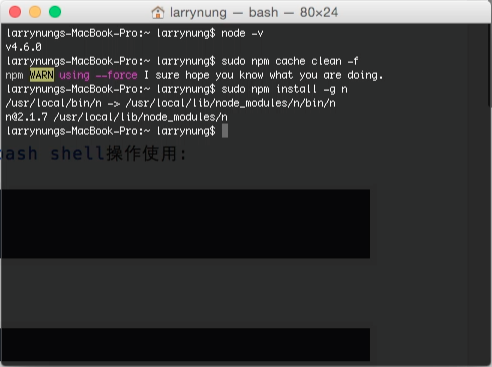 larrynung — bash — 80×24
larrynungs-MacBook-Pro:~ larrynung$ node -v
v4.6.0
larrynungs-MacBook-Pro:~ larrynung$ sudo npm cache clean -f
npm WARN using --force I sure hope you know what you are doing.
larrynungs-MacBook-Pro:~ larrynung$ sudo npm install -g n
/usr/local/bin/n -> /usr/local/lib/node_modules/n/bin/n
n@2.1.7 /usr/local/lib/node_modules/n
larrynungs-MacBook-Pro:~ larrynung$
bash shell操作使用: